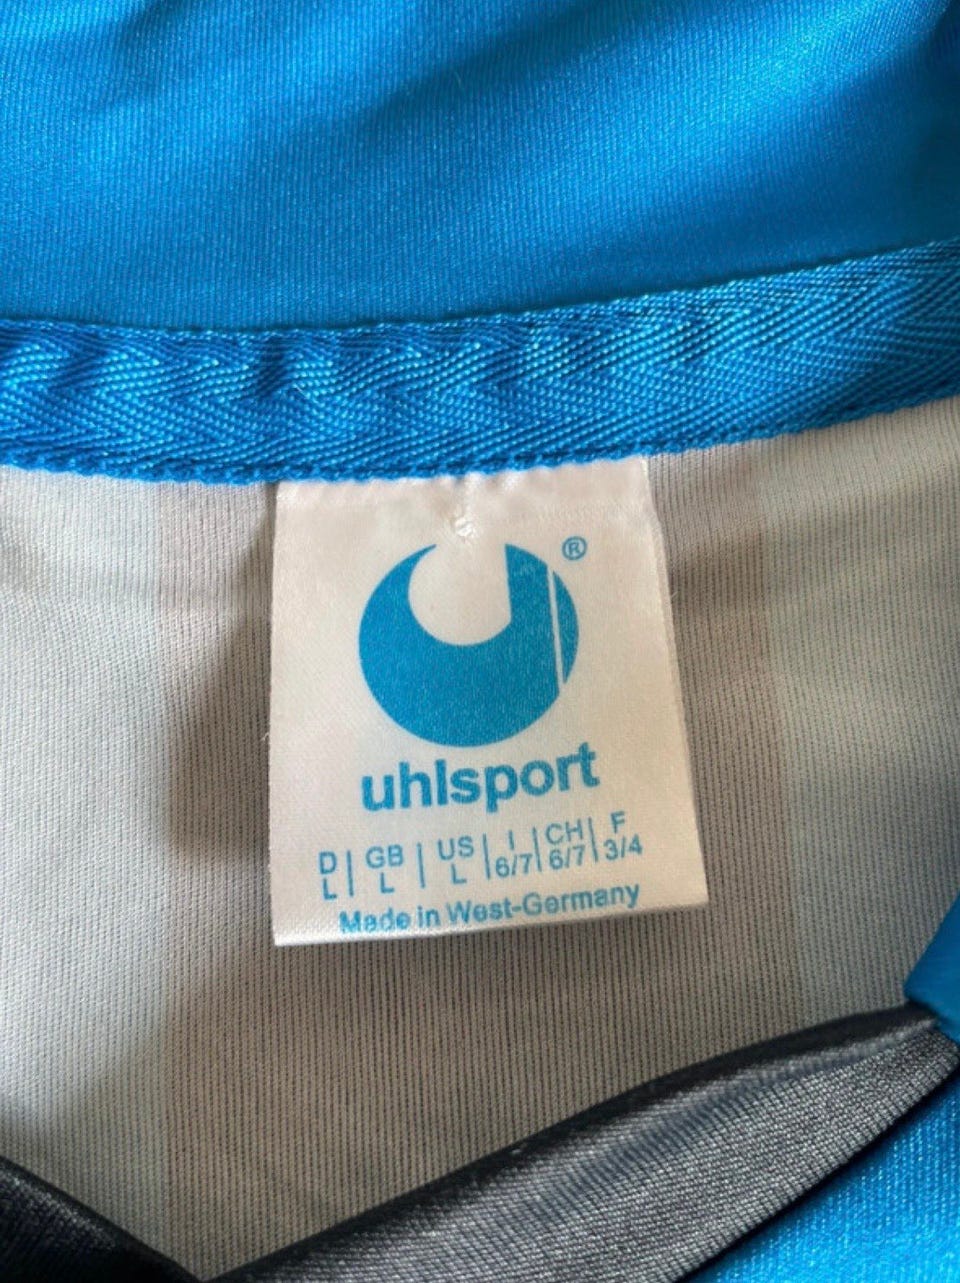 ®
uhlsport
D | GB | US | I | CH | F
L | L | L | 6/7 | 6/7 | 3/4
Made in West-Germany